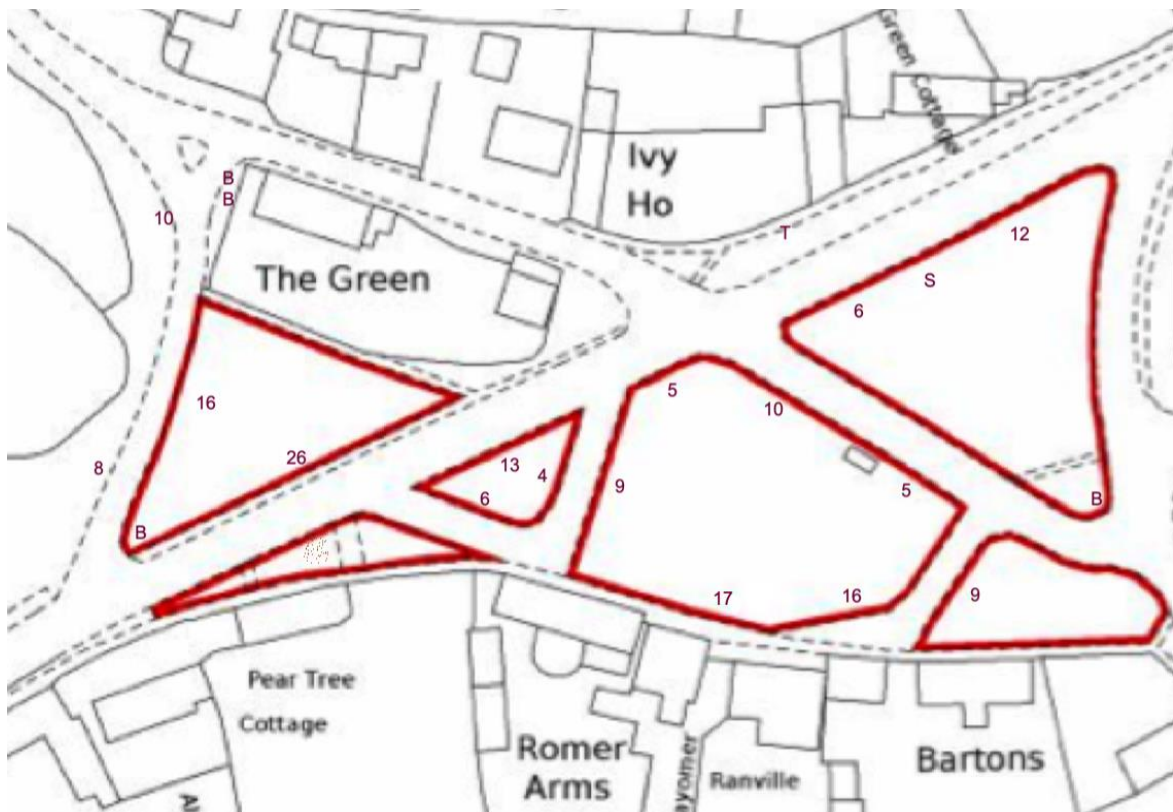 Green Cottage
B
B
10
Ivy
Ho
T
12
The Green
S
6
16
5
10
26
13
4
8
6
9
5
B
B
17
16
9
Pear Tree
Cottage
Romer
Arms
Ranville
Bartons